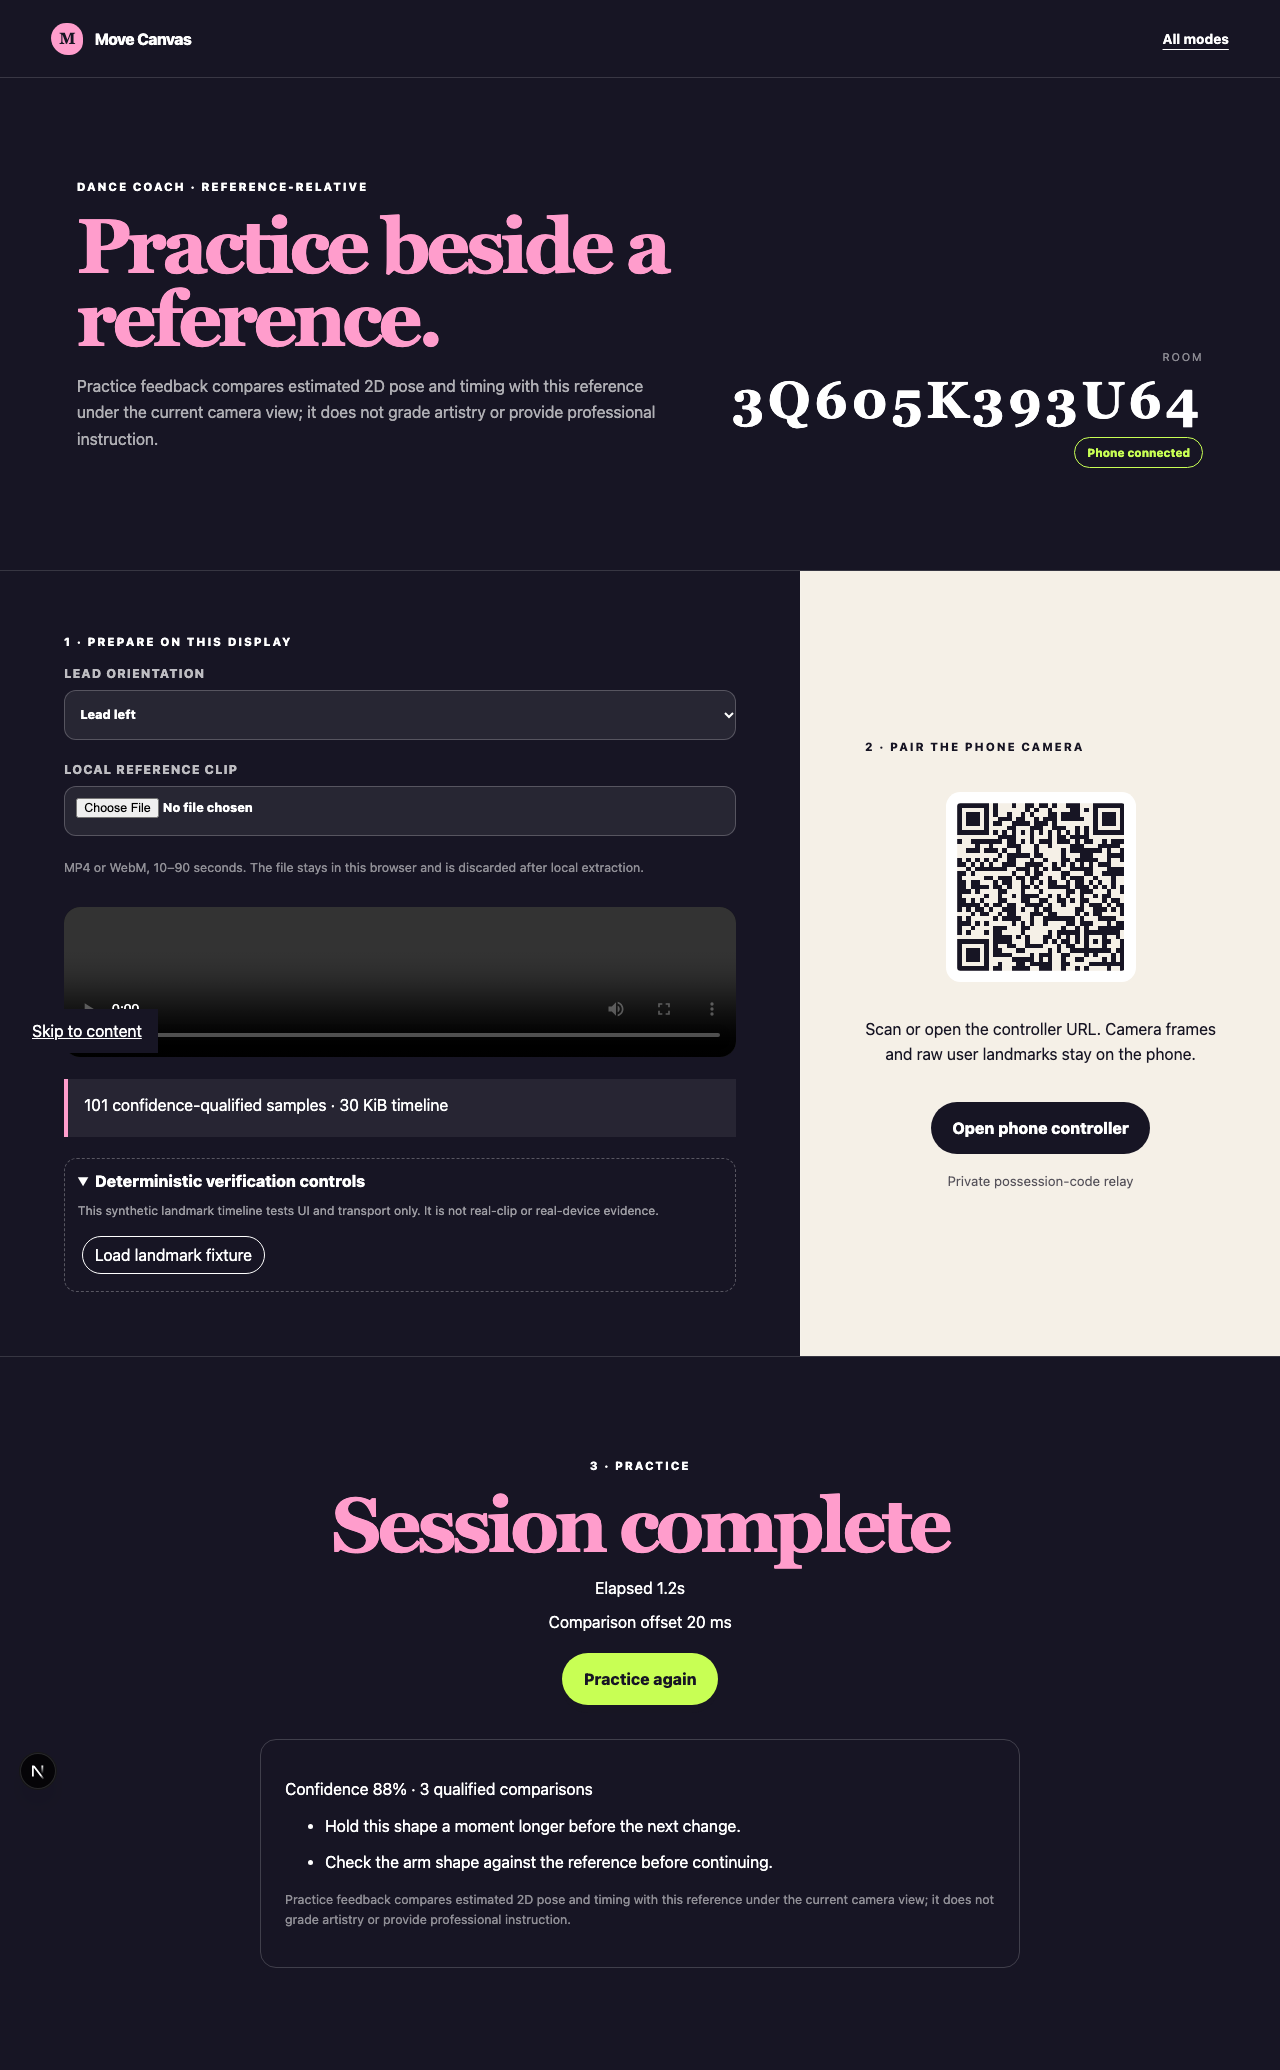 M Move Canvas
All modes
DANCE COACH · REFERENCE-RELATIVE
Practice beside a
reference.
Practice feedback compares estimated 2D pose and timing with this reference
under the current camera view; it does not grade artistry or provide professional
instruction.
ROOM
3Q605K393U64
Phone connected
1 · PREPARE ON THIS DISPLAY
LEAD ORIENTATION
Lead left
LOCAL REFERENCE CLIP
Choose File No file chosen
MP4 or WebM, 10–90 seconds. The file stays in this browser and is discarded after local extraction.
0:00
Skip to content
101 confidence-qualified samples · 30 KiB timeline
Deterministic verification controls
This synthetic landmark timeline tests UI and transport only. It is not real-clip or real-device evidence.
Load landmark fixture
2 · PAIR THE PHONE CAMERA
Scan or open the controller URL. Camera frames
and raw user landmarks stay on the phone.
Open phone controller
Private possession-code relay
3 · PRACTICE
Session complete
Elapsed 1.2s
Comparison offset 20 ms
Practice again
N
Confidence 88% · 3 qualified comparisons
• Hold this shape a moment longer before the next change.
• Check the arm shape against the reference before continuing.
Practice feedback compares estimated 2D pose and timing with this reference under the current camera view; it does not
grade artistry or provide professional instruction.